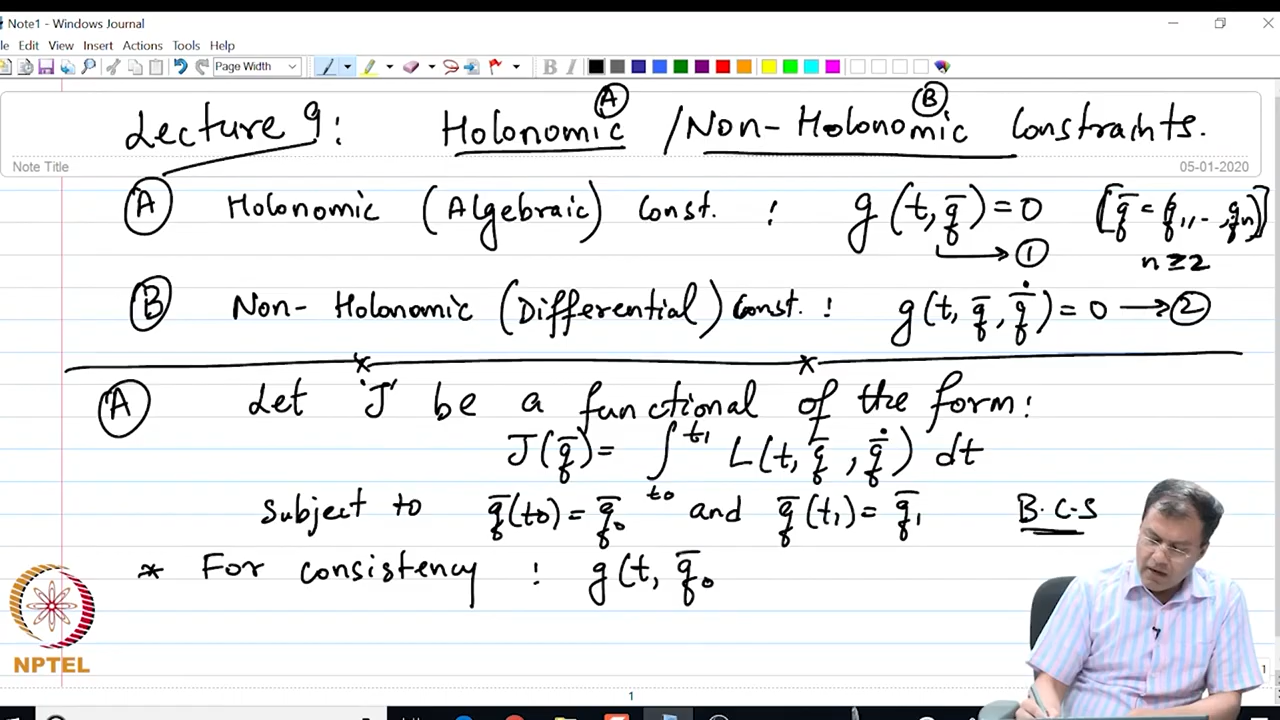 Note1 - Windows Journal
le Edit View Insert Actions Tools Help
Page Width
B I
Lecture 9: Holonomic Ⓐ / Non-Holonomic Ⓑ Constraints.
Note Title
05-01-2020
Ⓐ Holonomic (Algebraic) Const. : g(t, q̄) = 0 → ① [q̄ = q₁, -, qₙ]
n ≥ 2
Ⓑ Non-Holonomic (Differential) Const. : g(t, q̄, q̄̇) = 0 → ②
Ⓐ Let 'J' be a functional of the form:
J(q̄) = ∫_{t₀}^{t₁} L(t, q̄, q̄̇) dt
Subject to q̄(t₀) = q̄₀ and q̄(t₁) = q̄₁ B.C.S
* For consistency : g(t, q̄₀
NPTEL
1
1